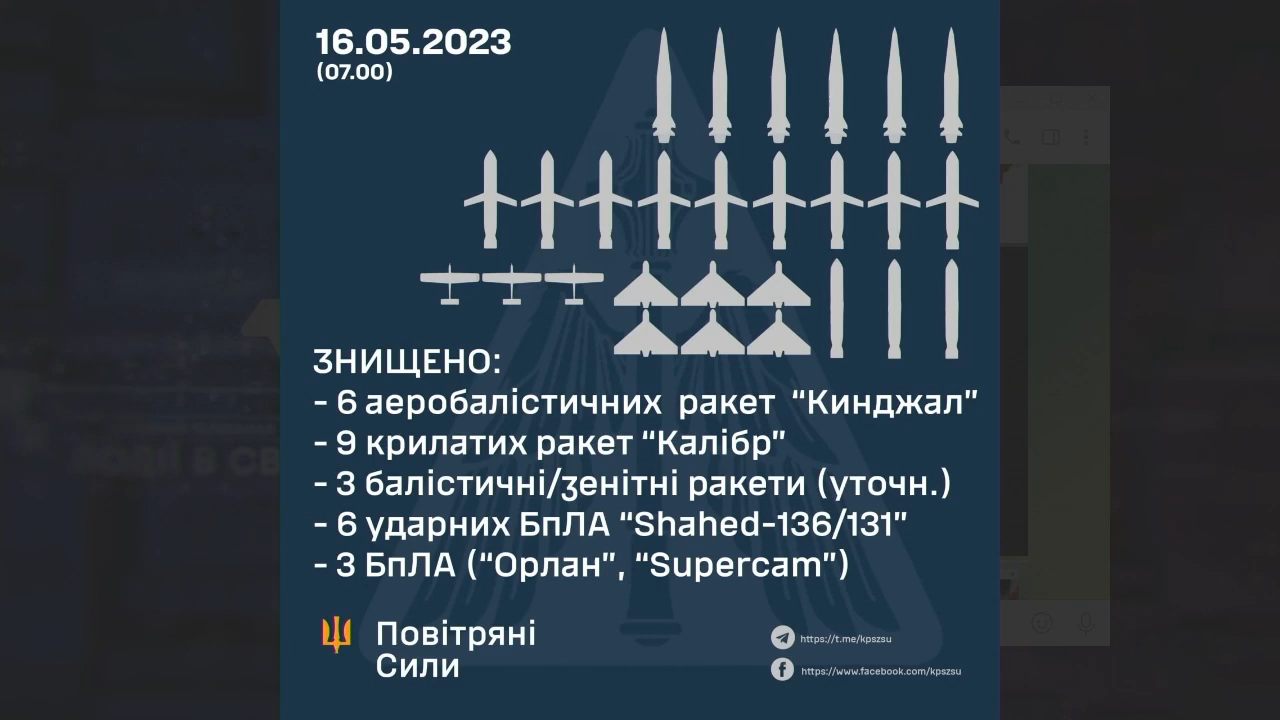 16.05.2023
(07.00)
ЗНИЩЕНО:
- 6 аеробалістичних ракет “Кинджал”
- 9 крилатих ракет “Калібр”
- 3 балістичні/зенітні ракети (уточн.)
- 6 ударних БпЛА “Shahed-136/131”
- 3 БпЛА (“Орлан”, “Supercam”)
Повітряні
Сили
https://t.me/kpszsu
https://www.facebook.com/kpszsu